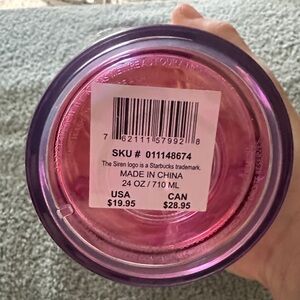 7 62111 57992 8
SKU # 011148674
The Siren logo is a Starbucks trademark.
MADE IN CHINA
24 OZ / 710 ML
USA CAN
$19.95 $28.95